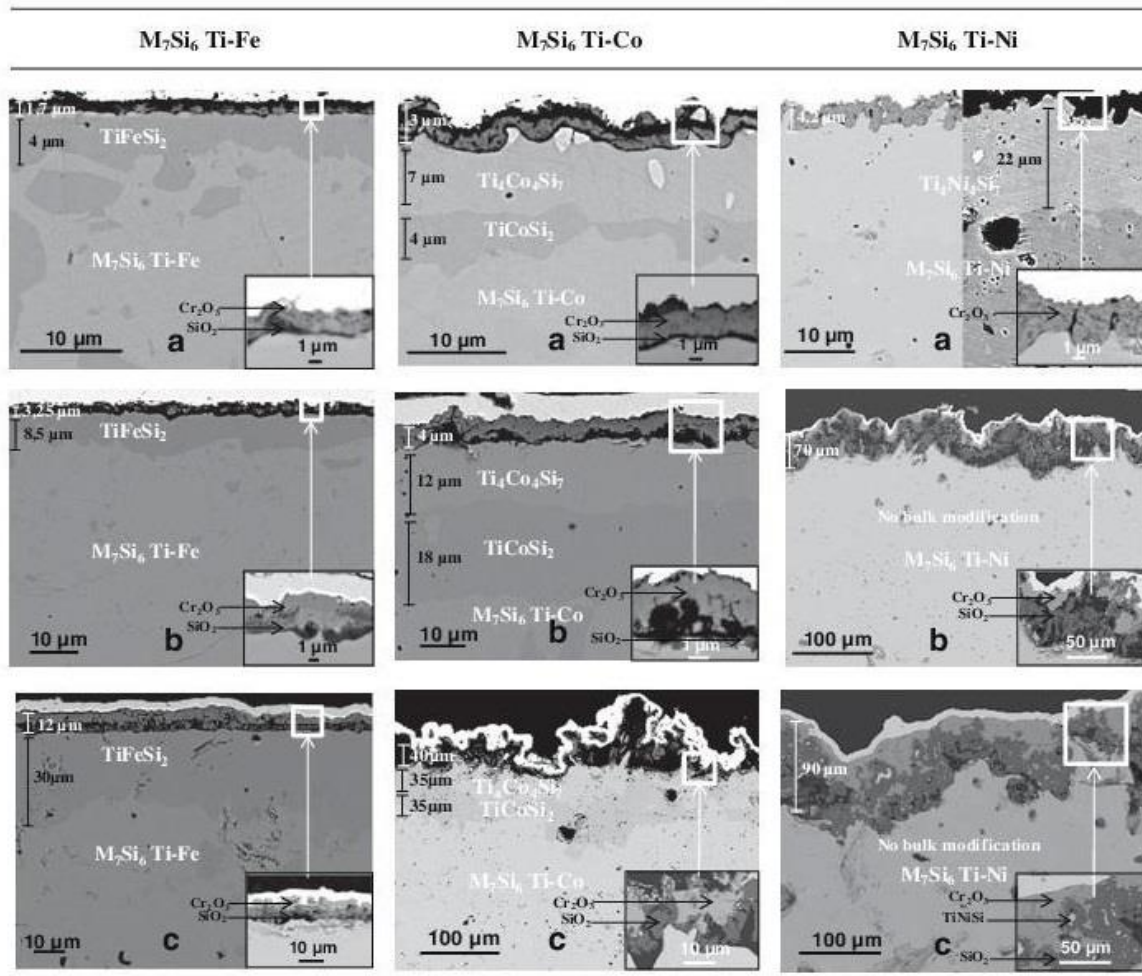 M₇Si₆ Ti-Fe
M₇Si₆ Ti-Co
M₇Si₆ Ti-Ni
1,7 µm
4 µm
TiFeSi₂
M₇Si₆ Ti-Fe
Cr₂O₃
SiO₂
10 µm
a
1 µm
3 µm
7 µm
Ti₄Co₄Si₇
4 µm
TiCoSi₂
M₇Si₆ Ti-Co
Cr₂O₃
SiO₂
10 µm
a
1 µm
4.2 µm
22 µm
Ti₄Ni₄Si₇
M₇Si₆ Ti-Ni
Cr₂O₃
10 µm
a
1 µm
3,25 µm
8,5 µm
TiFeSi₂
M₇Si₆ Ti-Fe
Cr₂O₃
SiO₂
10 µm
b
1 µm
4 µm
12 µm
Ti₄Co₄Si₇
18 µm
TiCoSi₂
M₇Si₆ Ti-Co
Cr₂O₃
SiO₂
10 µm
b
1 µm
70 µm
No bulk modification
M₇Si₆ Ti-Ni
Cr₂O₃
SiO₂
100 µm
b
50 µm
12 µm
TiFeSi₂
30µm
M₇Si₆ Ti-Fe
Cr₂O₃
SiO₂
10 µm
c
10 µm
40µm
35µm
Ti₄Co₄Si₇
35µm
TiCoSi₂
M₇Si₆ Ti-Co
Cr₂O₃
SiO₂
100 µm
c
10 µm
90 µm
No bulk modification
M₇Si₆ Ti-Ni
Cr₂O₃
TiNiSi
SiO₂
100 µm
c
50 µm